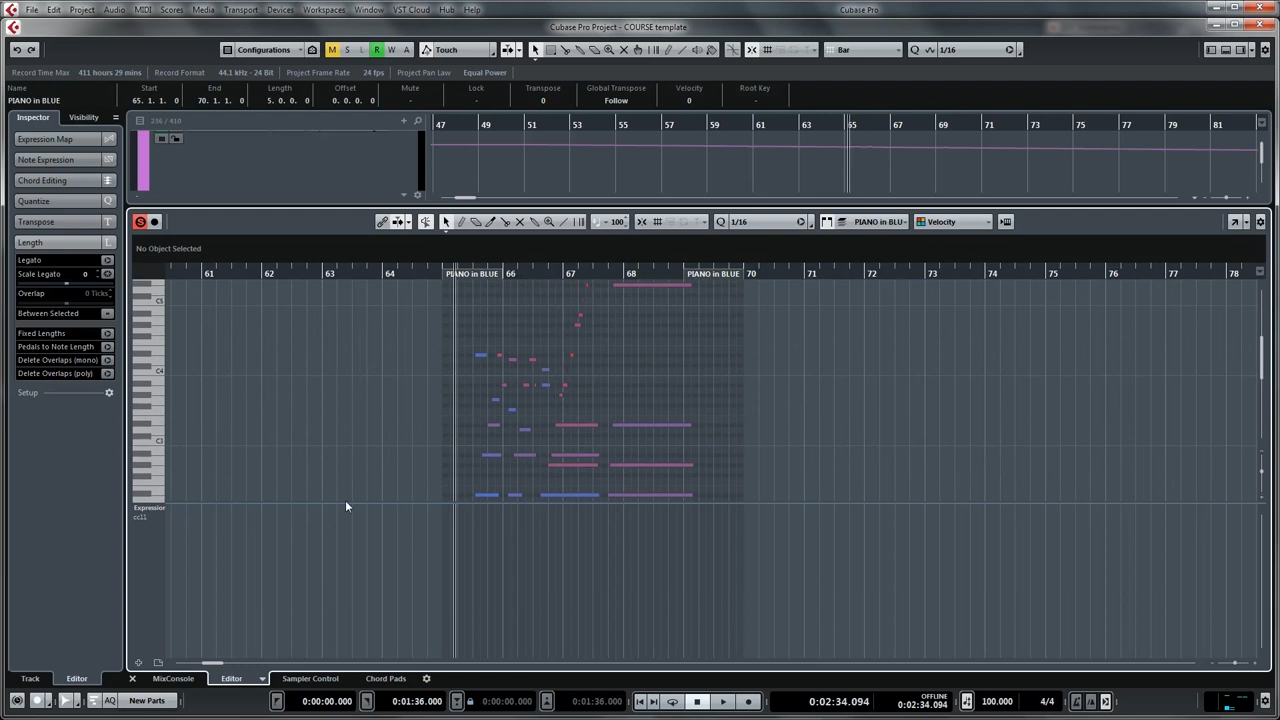 File Edit Project Audio MIDI Scores Media Transport Devices Workspaces Window VST Cloud Hub Help Cubase Pro
Cubase Pro Project - COURSE template
Configurations M S L R W A Touch Bar Q 1/16
Record Time Max 411 hours 29 mins Record Format 44.1 kHz - 24 Bit Project Frame Rate 24 fps Project Pan Law Equal Power
Name Start End Length Offset Mute Lock Transpose Global Transpose Velocity Root Key
PIANO in BLUE 65. 1. 1. 0 70. 1. 1. 0 5. 0. 0. 0 0. 0. 0. 0 - - 0 Follow 0 -
Inspector Visibility
236 / 410
47 49 51 53 55 57 59 61 63 65 67 69 71 73 75 77 79 81
Expression Map
Note Expression
Chord Editing
Quantize Q
Transpose T
Length L
Legato
Scale Legato 0
Overlap 0 Ticks
Between Selected
Fixed Lengths
Pedals to Note Length
Delete Overlaps (mono)
Delete Overlaps (poly)
Setup
S 100 Q 1/16 PIANO in BLU Velocity
No Object Selected
61 62 63 64 PIANO in BLUE 66 67 68 PIANO in BLUE 70 71 72 73 74 75 76 77 78
C5
C4
C3
Expression
cc11
Track Editor MixConsole Editor Sampler Control Chord Pads
AQ New Parts 0:00:00.000 0:01:36.000 0:00:00.000 0:01:36.000 0:02:34.094 OFFLINE 0:02:34.094 100.000 4/4